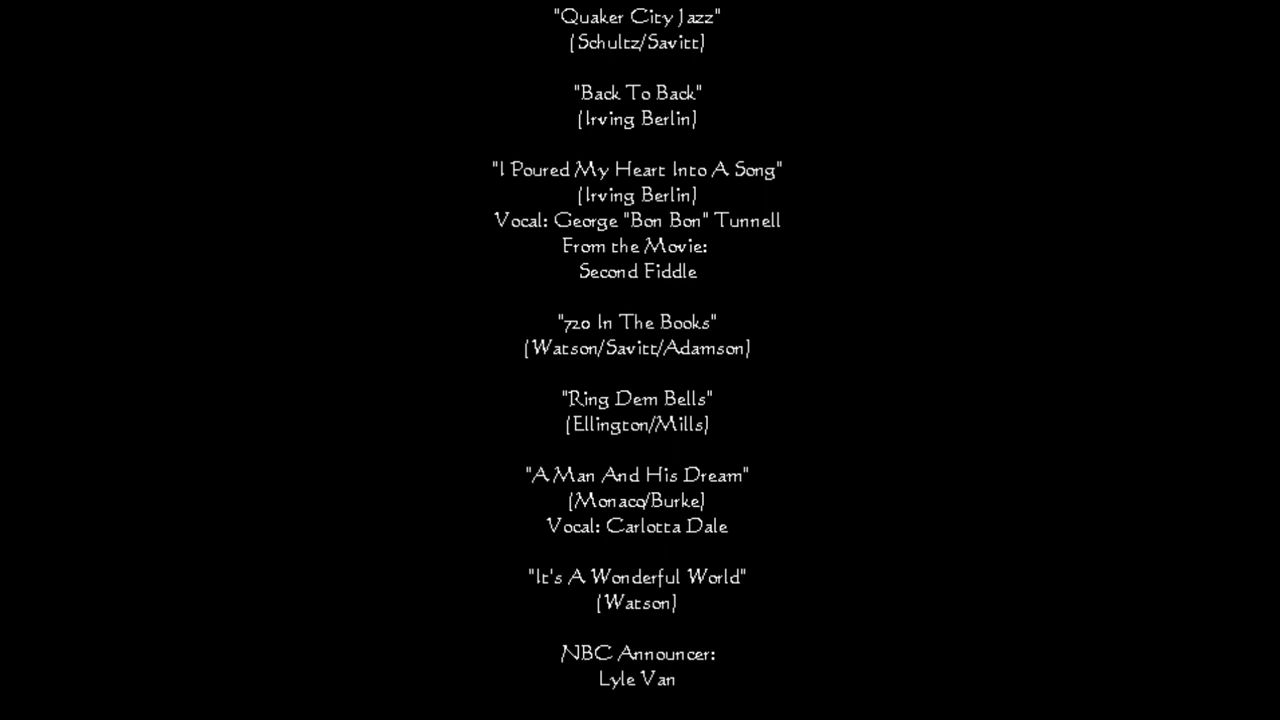 "Quaker City Jazz"
(Schultz/Savitt)
"Back To Back"
(Irving Berlin)
"I Poured My Heart Into A Song"
(Irving Berlin)
Vocal: George "Bon Bon" Tunnell
From the Movie:
Second Fiddle
"720 In The Books"
(Watson/Savitt/Adamson)
"Ring Dem Bells"
(Ellington/Mills)
"A Man And His Dream"
(Monaco/Burke)
Vocal: Carlotta Dale
"It's A Wonderful World"
(Watson)
NBC Announcer:
Lyle Van